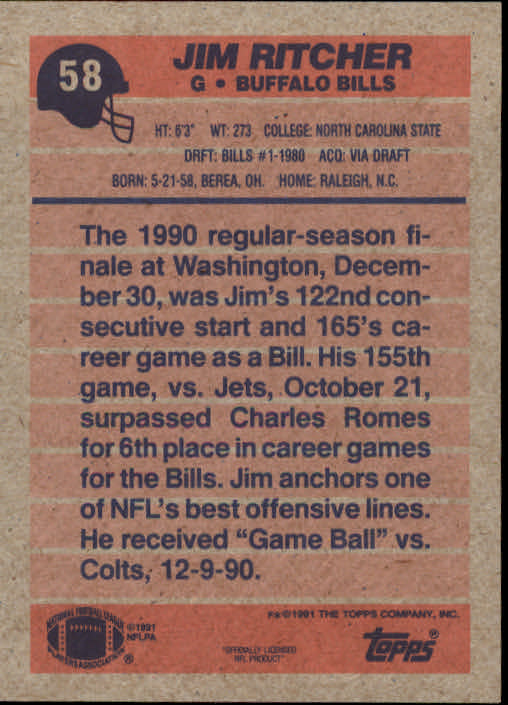 58
JIM RITCHER
G • BUFFALO BILLS
HT: 6'3" WT: 273 COLLEGE: NORTH CAROLINA STATE
DRFT: BILLS #1-1980 ACQ: VIA DRAFT
BORN: 5-21-58, BEREA, OH. HOME: RALEIGH, N.C.
The 1990 regular-season fi-
nale at Washington, Decem-
ber 30, was Jim's 122nd con-
secutive start and 165's ca-
reer game as a Bill. His 155th
game, vs. Jets, October 21,
surpassed Charles Romes
for 6th place in career games
for the Bills. Jim anchors one
of NFL's best offensive lines.
He received "Game Ball" vs.
Colts, 12-9-90.
F* © 1991 THE TOPPS COMPANY, INC.
NATIONAL FOOTBALL LEAGUE
PLAYERS ASSOCIATION ®
©1991
NFLPA
"OFFICIALLY LICENSED
NFL PRODUCT"
topps®